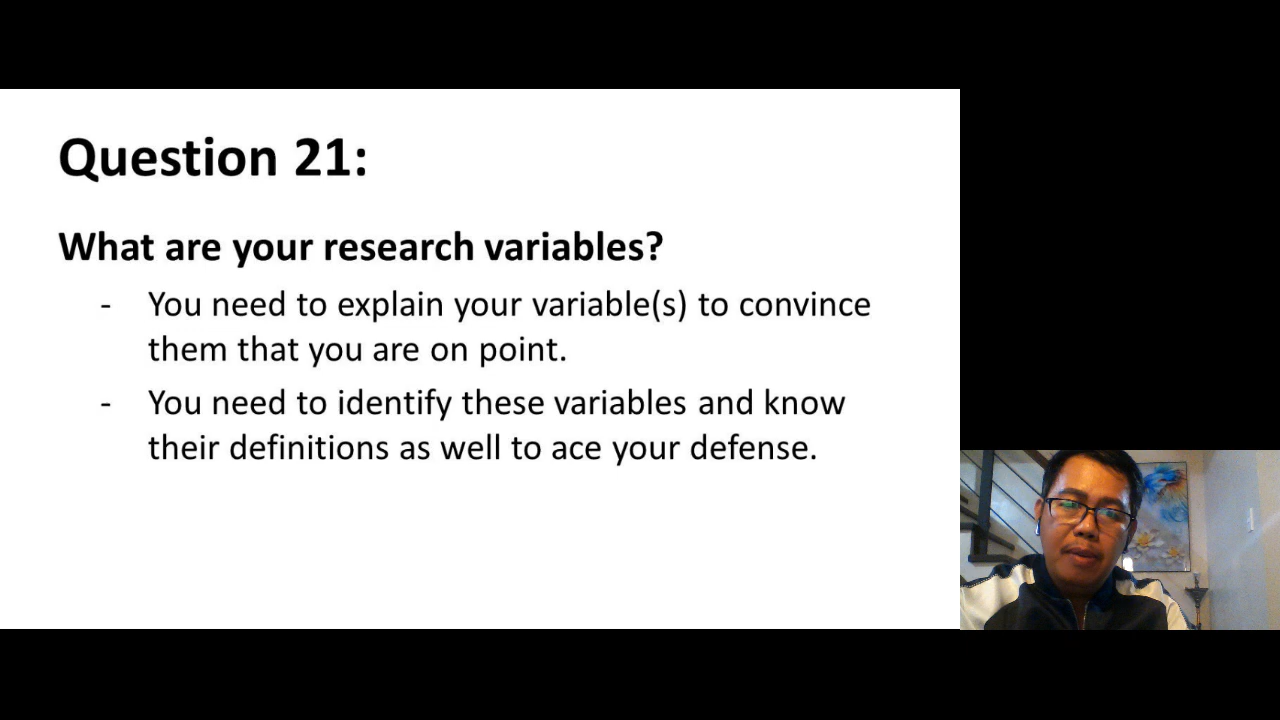 Question 21:
What are your research variables?
- You need to explain your variable(s) to convince
them that you are on point.
- You need to identify these variables and know
their definitions as well to ace your defense.